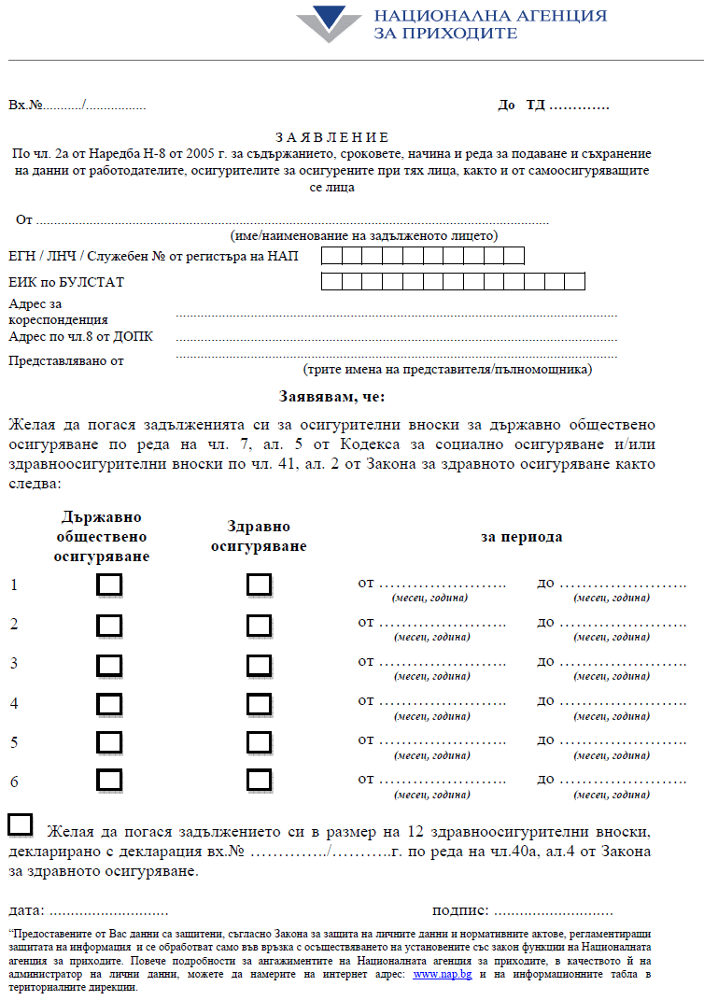 НАЦИОНАЛНА АГЕНЦИЯ
ЗА ПРИХОДИТЕ
Вх.№.........../................. До ТД ………….
З А Я В Л Е Н И Е
По чл. 2а от Наредба Н-8 от 2005 г. за съдържанието, сроковете, начина и реда за подаване и съхранение
на данни от работодателите, осигурителите за осигурените при тях лица, както и от самоосигуряващите
се лица
От ................................................................................................................................................
(име/наименование на задълженото лицето)
ЕГН / ЛНЧ / Служебен № от регистъра на НАП
ЕИК по БУЛСТАТ
Адрес за
кореспонденция ............................................................................................................................
Адрес по чл.8 от ДОПК ............................................................................................................................
Представлявано от ............................................................................................................................
(трите имена на представителя/пълномощника)
Заявявам, че:
Желая да погася задълженията си за осигурителни вноски за държавно обществено
осигуряване по реда на чл. 7, ал. 5 от Кодекса за социално осигуряване и/или
здравноосигурителни вноски по чл. 41, ал. 2 от Закона за здравното осигуряване както
следва:
Държавно
обществено
осигуряване
Здравно
осигуряване
за периода
1 от ………………….. до …………………..
(месец, година) (месец, година)
2 от ………………….. до …………………..
(месец, година) (месец, година)
3 от ………………….. до …………………..
(месец, година) (месец, година)
4 от ………………….. до …………………..
(месец, година) (месец, година)
5 от ………………….. до …………………..
(месец, година) (месец, година)
6 от ………………….. до …………………..
(месец, година) (месец, година)
Желая да погася задължението си в размер на 12 здравноосигурителни вноски,
декларирано с декларация вх.№ …………../………..г. по реда на чл.40а, ал.4 от Закона
за здравното осигуряване.
дата: ............................ подпис: ............................
“Предоставените от Вас данни са защитени, съгласно Закона за защита на личните данни и нормативните актове, регламентиращи
защитата на информация и се обработват само във връзка с осъществяването на установените със закон функции на Националната
агенция за приходите. Повече подробности за ангажиментите на Националната агенция за приходите, в качеството й на
администратор на лични данни, можете да намерите на интернет адрес: www.nap.bg и на информационните табла в
териториалните дирекции.